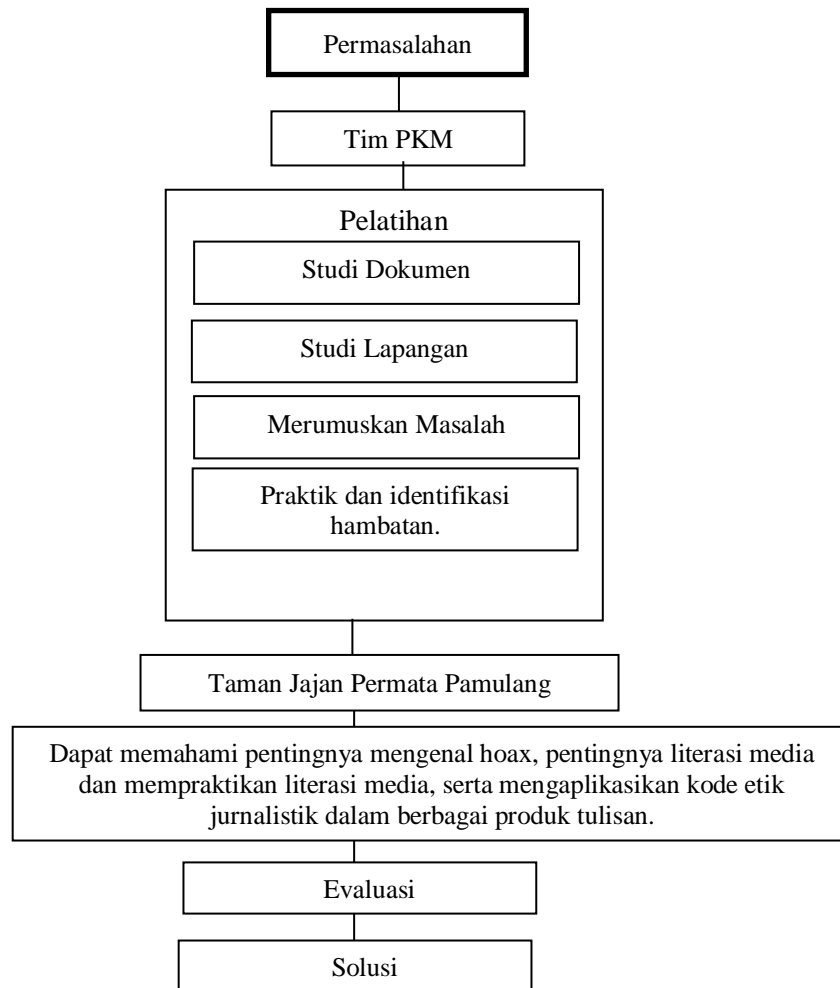 Permasalahan
Tim PKM
Pelatihan
Studi Dokumen
Studi Lapangan
Merumuskan Masalah
Praktik dan identifikasi
hambatan.
Taman Jajan Permata Pamulang
Dapat memahami pentingnya mengenal hoax, pentingnya literasi media
dan mempraktikan literasi media, serta mengaplikasikan kode etik
jurnalistik dalam berbagai produk tulisan.
Evaluasi
Solusi